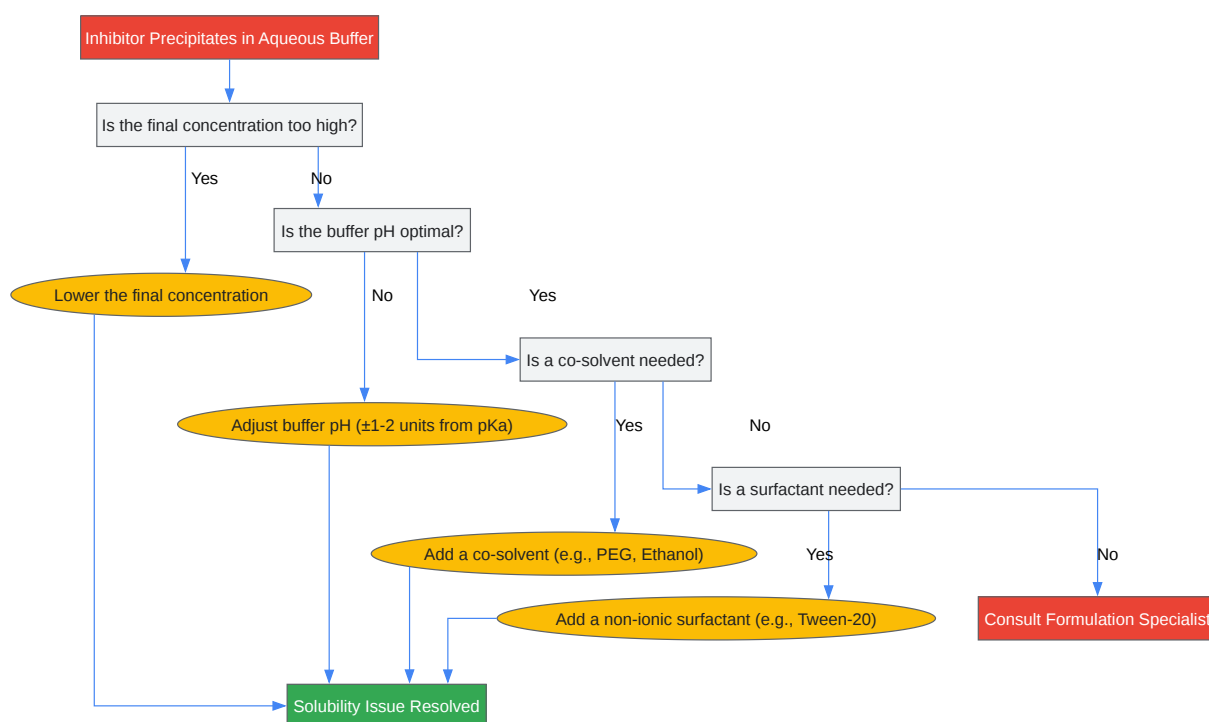 Inhibitor Precipitates in Aqueous Buffer
Is the final concentration too high?
Yes
No
Is the buffer pH optimal?
Lower the final concentration
No
Yes
Is a co-solvent needed?
Adjust buffer pH (±1-2 units from pKa)
Yes
No
Is a surfactant needed?
Add a co-solvent (e.g., PEG, Ethanol)
Yes
No
Add a non-ionic surfactant (e.g., Tween-20)
Consult Formulation Specialist
Solubility Issue Resolved